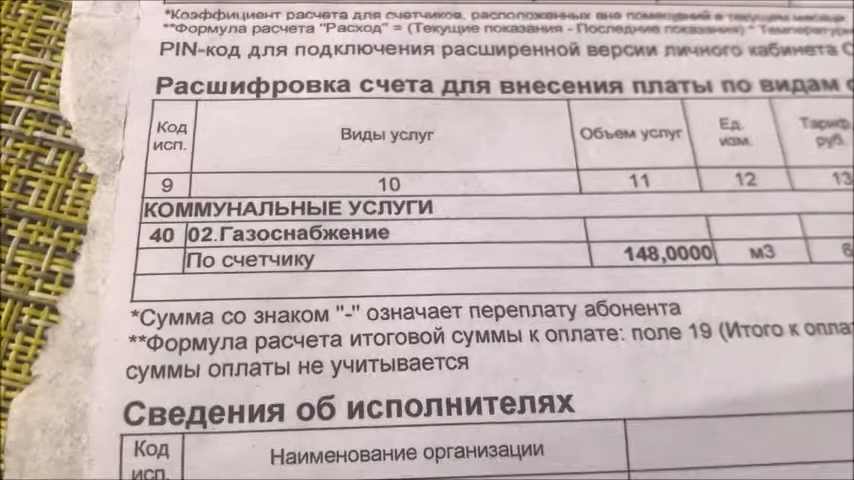 *Коэффициент расчета для счетчиков, расположенных вне помещений в текущем месяце
**Формула расчета "Расход" = (Текущие показания - Последние показания) *
PIN-код для подключения расширенной версии личного кабинета
Расшифровка счета для внесения платы по видам
Код исп. Виды услуг Объем услуг Ед. изм. Тариф, руб.
9 10 11 12 13
КОММУНАЛЬНЫЕ УСЛУГИ
40 02.Газоснабжение
По счетчику 148,0000 м3 6
*Сумма со знаком "-" означает переплату абонента
**Формула расчета итоговой суммы к оплате: поле 19 (Итого к опла
суммы оплаты не учитывается
Сведения об исполнителях
Код исп. Наименование организации